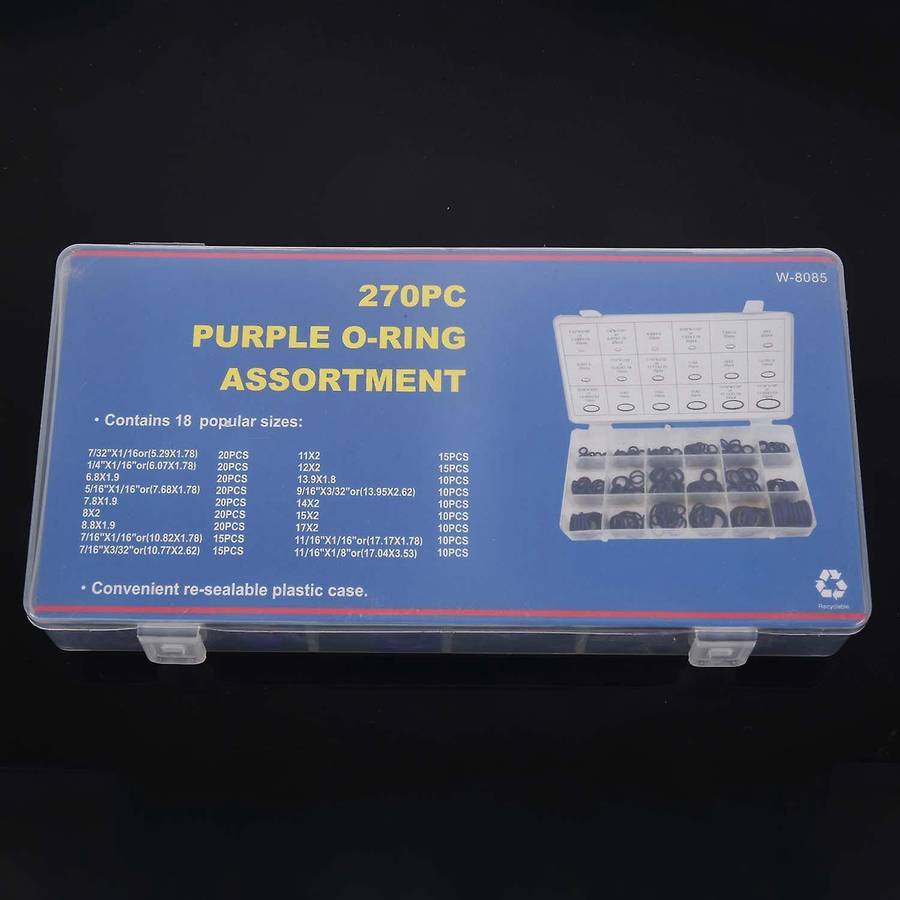 W-8085
270PC
PURPLE O-RING
ASSORTMENT
• Contains 18 popular sizes:
7/32"X1/16or(5.29X1.78) 20PCS
1/4"X1/16"or(6.07X1.78) 20PCS
6.8X1.9 20PCS
5/16"X1/16"or(7.68X1.78) 20PCS
7.8X1.9 20PCS
8X2 20PCS
8.8X1.9 20PCS
7/16"X1/16"or(10.82X1.78) 15PCS
7/16"X3/32"or(10.77X2.62) 15PCS
11X2 15PCS
12X2 15PCS
13.9X1.8 10PCS
9/16"X3/32"or(13.95X2.62) 10PCS
14X2 10PCS
15X2 10PCS
17X2 10PCS
11/16"X1/16"or(17.17X1.78) 10PCS
11/16"X1/8"or(17.04X3.53) 10PCS
• Convenient re-sealable plastic case.
Recyclable